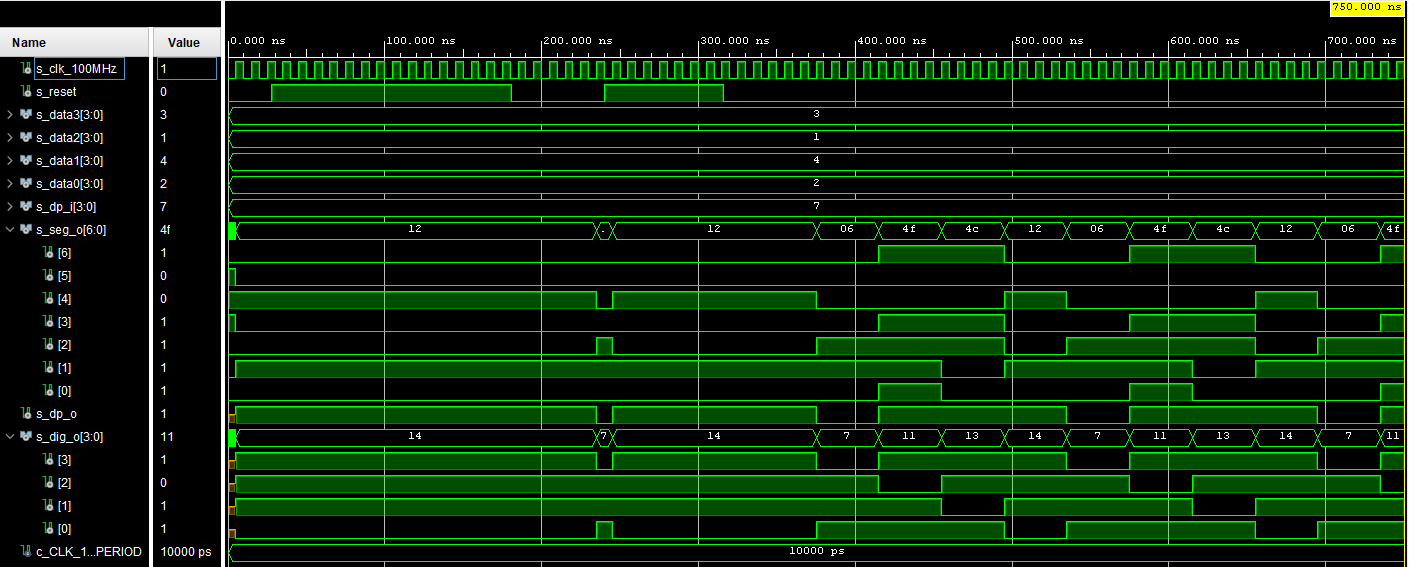 750.000 ns
Name Value 0.000 ns 100.000 ns 200.000 ns 300.000 ns 400.000 ns 500.000 ns 600.000 ns 700.000 ns
s_clk_100MHz 1
s_reset 0
s_data3[3:0] 3 3
s_data2[3:0] 1 1
s_data1[3:0] 4 4
s_data0[3:0] 2 2
s_dp_i[3:0] 7 7
s_seg_o[6:0] 4f 12 . 12 06 4f 4c 12 06 4f 4c 12 06 4f
[6] 1
[5] 0
[4] 0
[3] 1
[2] 1
[1] 1
[0] 1
s_dp_o 1
s_dig_o[3:0] 11 14 7 14 7 11 13 14 7 11 13 14 7 11
[3] 1
[2] 0
[1] 1
[0] 1
c_CLK_1...PERIOD 10000 ps 10000 ps